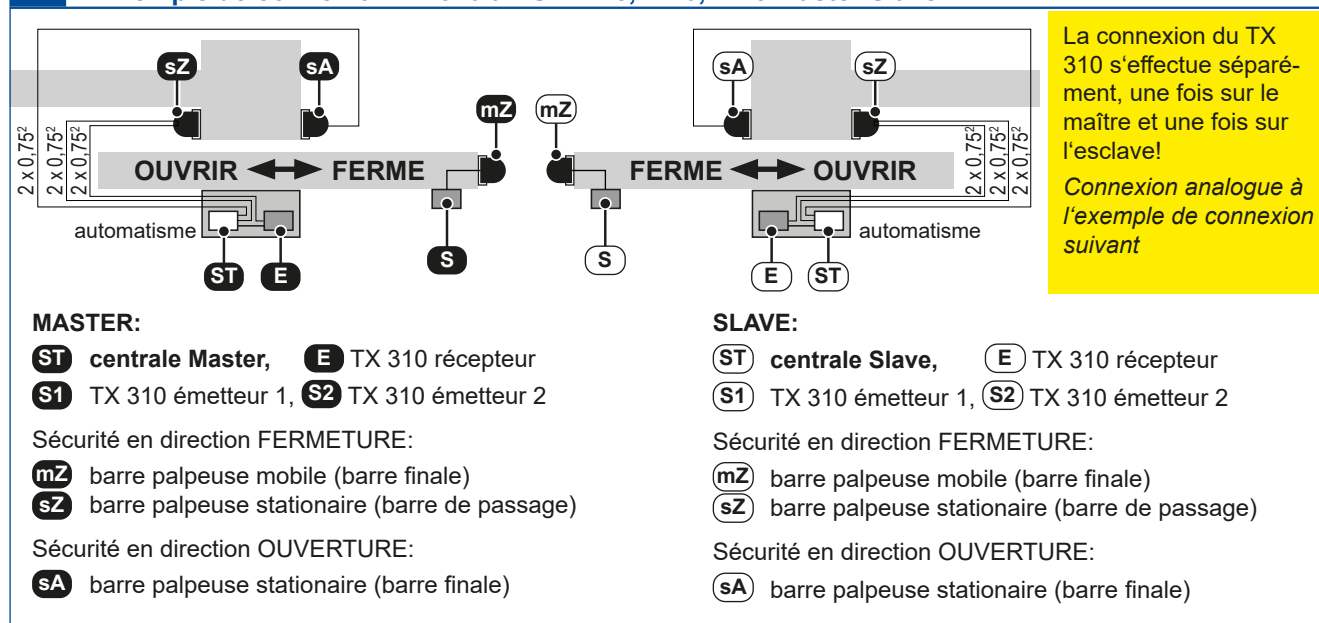 sZ sA sA sZ
mZ mZ
2 x 0,75² 2 x 0,75² 2 x 0,75²
OUVRIR FERME
FERME OUVRIR
2 x 0,75² 2 x 0,75² 2 x 0,75²
automatisme
automatisme
ST E S S E ST
La connexion du TX
310 s‘effectue séparé-
ment, une fois sur le
maître et une fois sur
l‘esclave!
Connexion analogue à
l‘exemple de connexion
suivant
MASTER:
ST centrale Master, E TX 310 récepteur
S1 TX 310 émetteur 1, S2 TX 310 émetteur 2
Sécurité en direction FERMETURE:
mZ barre palpeuse mobile (barre finale)
sZ barre palpeuse stationaire (barre de passage)
Sécurité en direction OUVERTURE:
sA barre palpeuse stationaire (barre finale)
SLAVE:
ST centrale Slave, E TX 310 récepteur
S1 TX 310 émetteur 1, S2 TX 310 émetteur 2
Sécurité en direction FERMETURE:
mZ barre palpeuse mobile (barre finale)
sZ barre palpeuse stationaire (barre de passage)
Sécurité en direction OUVERTURE:
sA barre palpeuse stationaire (barre finale)